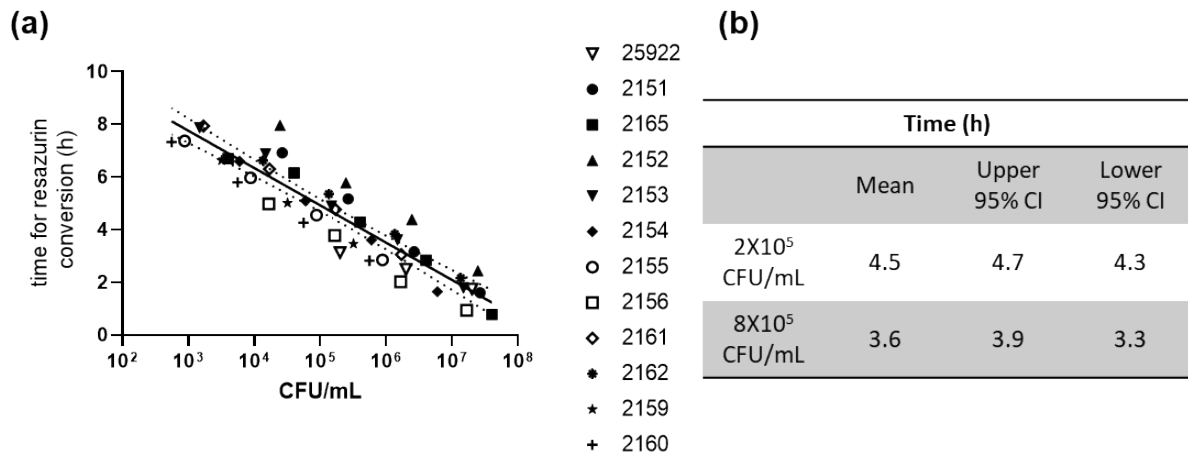 (a)
time for resazurin
conversion (h)
10
8
6
4
2
0
10²
10³
10⁴
10⁵
10⁶
10⁷
10⁸
CFU/mL
25922
2151
2165
2152
2153
2154
2155
2156
2161
2162
2159
2160
(b)
Time (h)
Mean
Upper
95% CI
Lower
95% CI
2X10⁵
CFU/mL
4.5
4.7
4.3
8X10⁵
CFU/mL
3.6
3.9
3.3